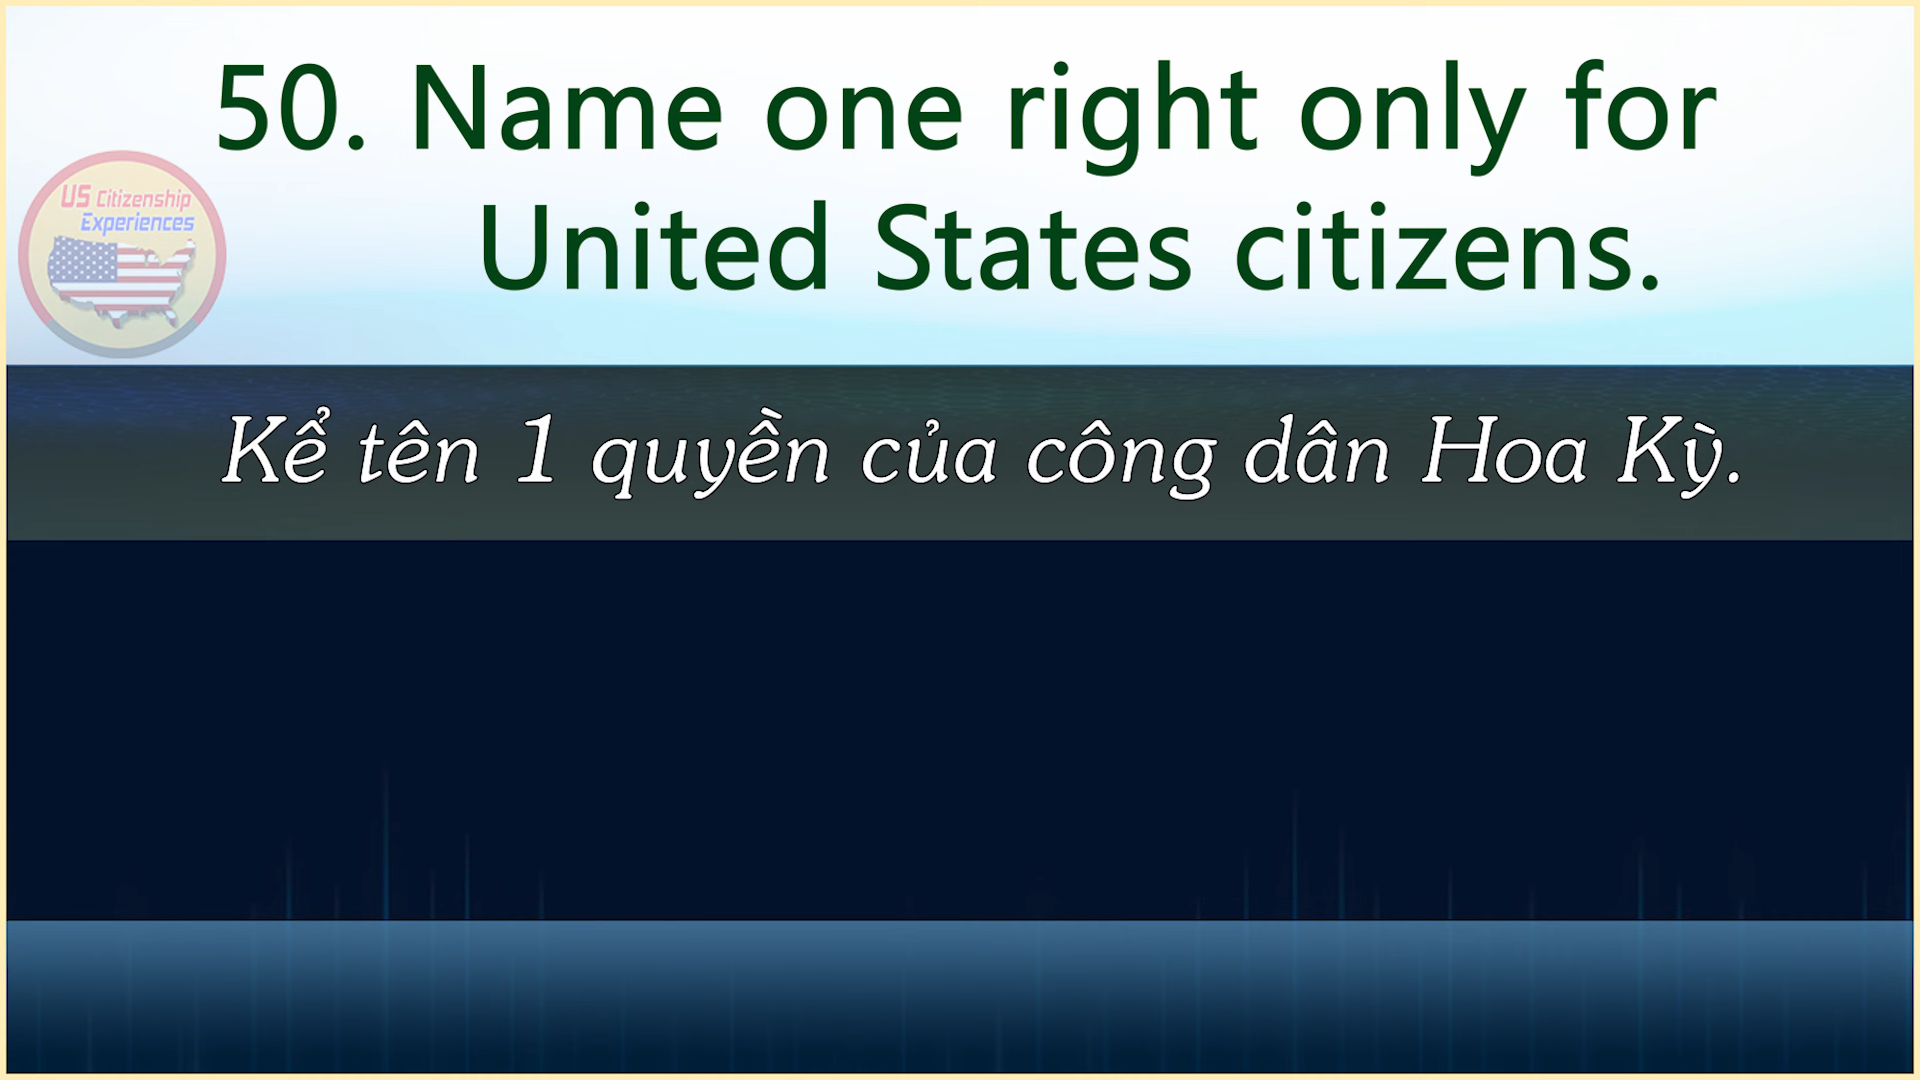 50. Name one right only for
United States citizens.
US Citizenship
Experiences
Kể tên 1 quyền của công dân Hoa Kỳ.